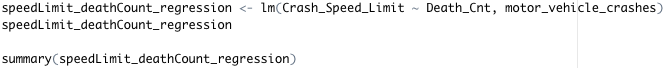 speedLimit_deathCount_regression <- lm(Crash_Speed_Limit ~ Death_Cnt, motor_vehicle_crashes)
speedLimit_deathCount_regression
summary(speedLimit_deathCount_regression)